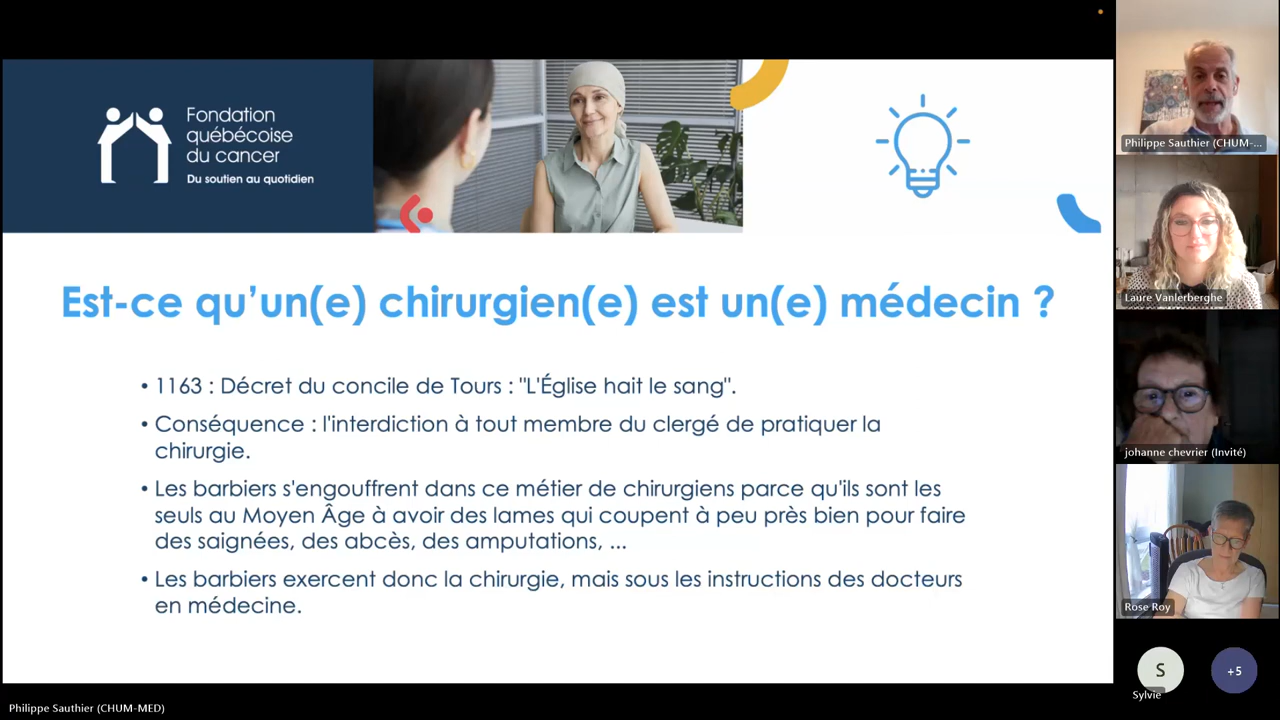 Fondation
québécoise
du cancer
Du soutien au quotidien
Est-ce qu’un(e) chirurgien(e) est un(e) médecin ?
• 1163 : Décret du concile de Tours : "L'Église hait le sang".
• Conséquence : l'interdiction à tout membre du clergé de pratiquer la
chirurgie.
• Les barbiers s'engouffrent dans ce métier de chirurgiens parce qu'ils sont les
seuls au Moyen Âge à avoir des lames qui coupent à peu près bien pour faire
des saignées, des abcès, des amputations, ...
• Les barbiers exercent donc la chirurgie, mais sous les instructions des docteurs
en médecine.
Philippe Sauthier (CHUM-...
Laure Vanlerberghe
johanne chevrier (Invité)
Rose Roy
S
Sylvie
+5
Philippe Sauthier (CHUM-MED)